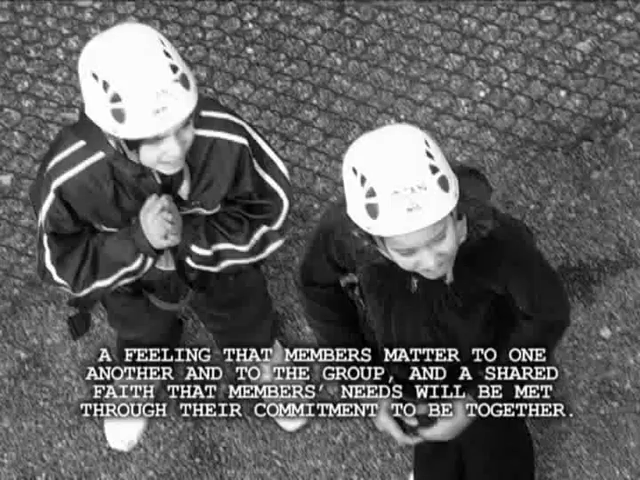 A FEELING THAT MEMBERS MATTER TO ONE
ANOTHER AND TO THE GROUP, AND A SHARED
FAITH THAT MEMBERS' NEEDS WILL BE MET
THROUGH THEIR COMMITMENT TO BE TOGETHER.